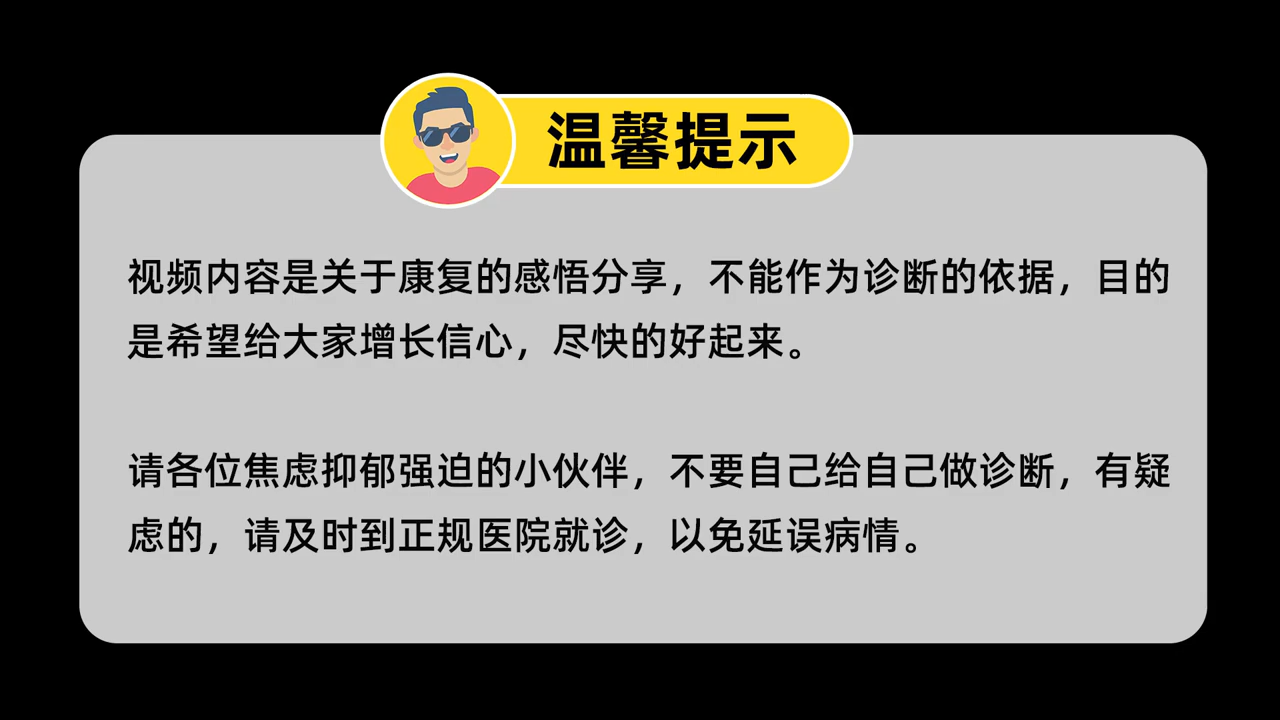 温馨提示
视频内容是关于康复的感悟分享，不能作为诊断的依据，目的
是希望给大家增长信心，尽快的好起来。
请各位焦虑抑郁强迫的小伙伴，不要自己给自己做诊断，有疑
虑的，请及时到正规医院就诊，以免延误病情。